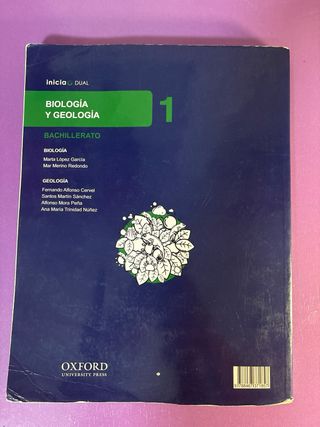 inicia DUAL
BIOLOGÍA
Y GEOLOGÍA
1
BACHILLERATO
BIOLOGÍA
Marta López García
Mar Merino Redondo
GEOLOGÍA
Fernando Alfonso Cervel
Santos Martín Sánchez
Alfonso Mora Peña
Ana María Trinidad Núñez
OXFORD
UNIVERSITY PRESS